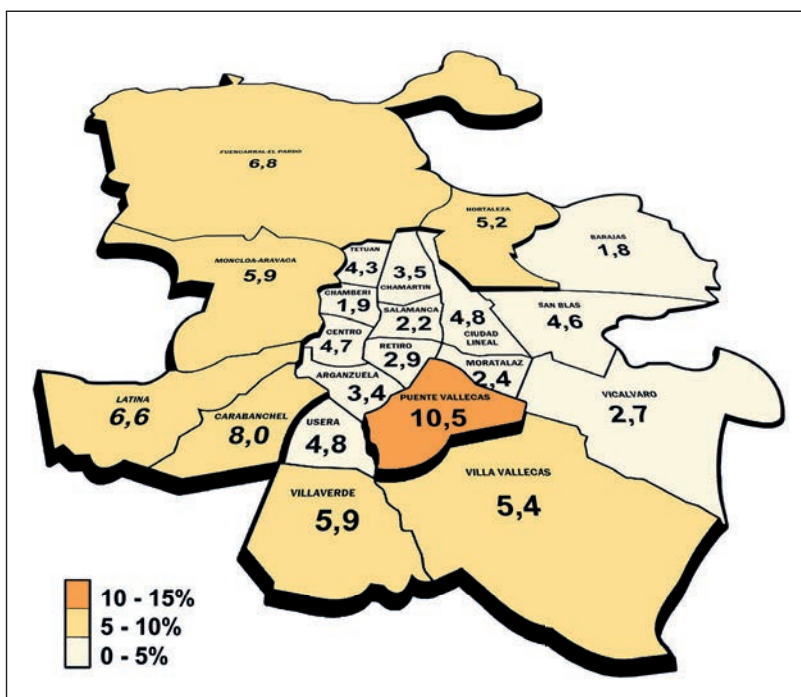 FUENCARRAL-EL PARDO
6,8
HORTALEZA
5,2
BARAJAS
1,8
MONCLOA-ARAVACA
5,9
TETUAN
4,3
3,5
CHAMARTIN
CHAMBERI
1,9
SALAMANCA
2,2
4,8
CIUDAD
LINEAL
SAN BLAS
4,6
CENTRO
4,7
RETIRO
2,9
MORATALAZ
2,4
ARGANZUELA
3,4
LATINA
6,6
CARABANCHEL
8,0
USERA
4,8
PUENTE VALLECAS
10,5
VICALVARO
2,7
VILLAVERDE
5,9
VILLA VALLECAS
5,4
10 - 15%
5 - 10%
0 - 5%